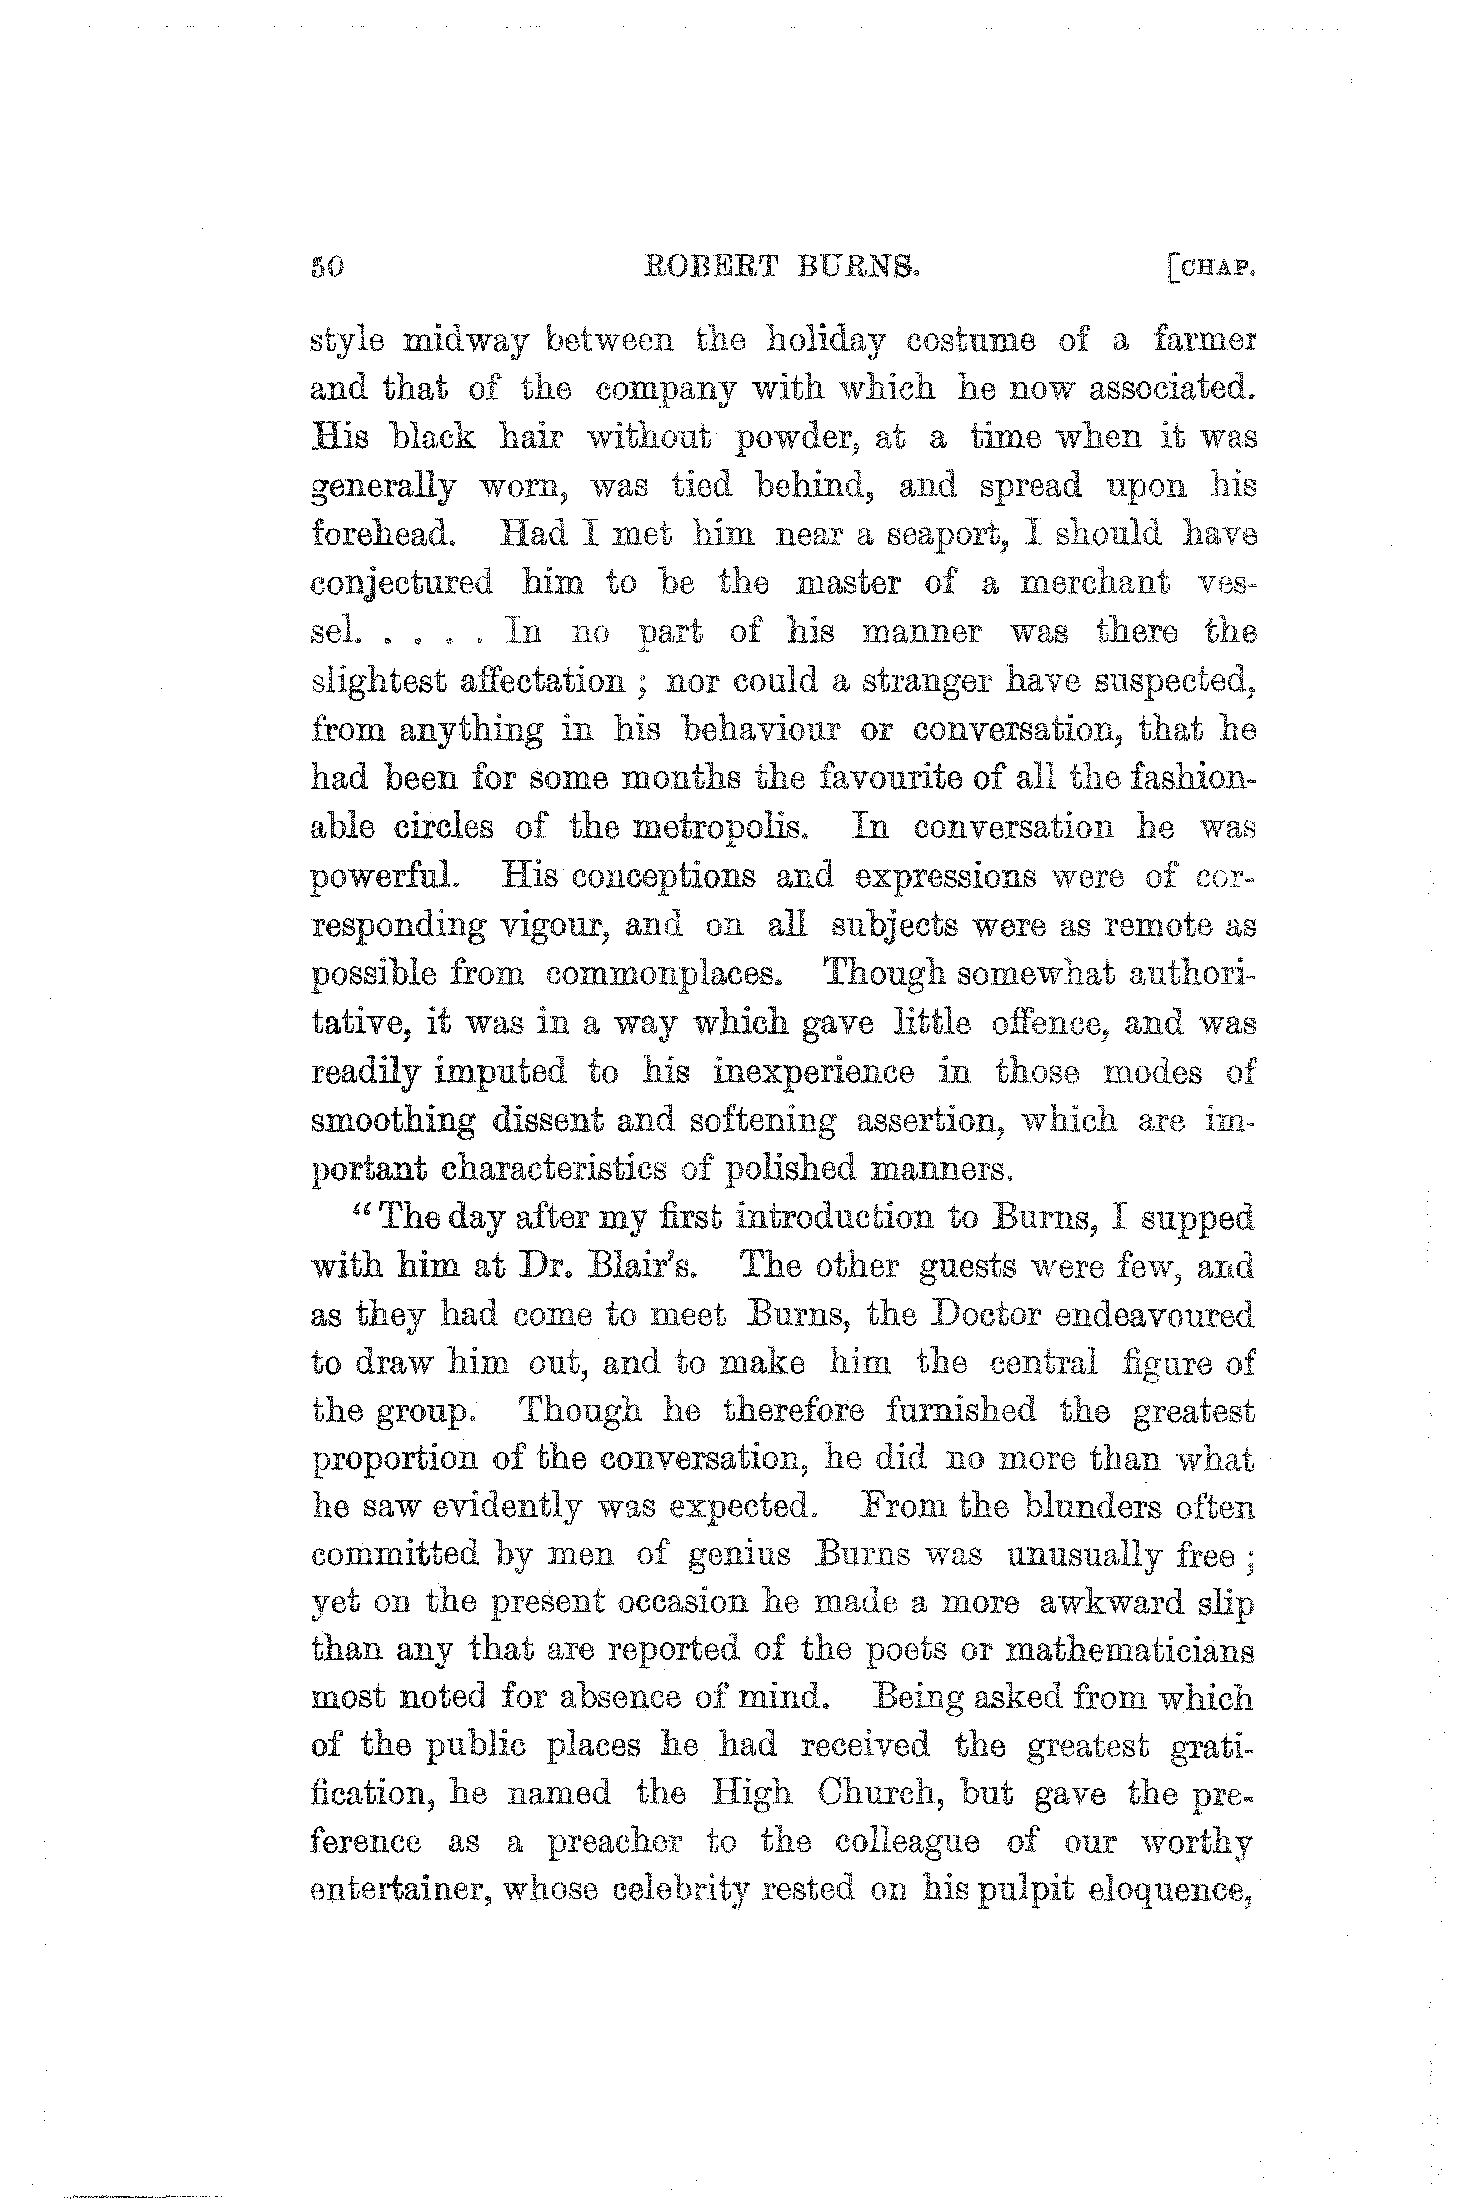 50 ROBERT BURNS. [CHAP.
style midway between the holiday costume of a farmer
and that of the company with which he now associated.
His black hair without powder, at a time when it was
generally worn, was tied behind, and spread upon his
forehead. Had I met him near a seaport, I should have
conjectured him to be the master of a merchant ves-
sel. . . . . In no part of his manner was there the
slightest affectation ; nor could a stranger have suspected,
from anything in his behaviour or conversation, that he
had been for some months the favourite of all the fashion-
able circles of the metropolis. In conversation he was
powerful. His conceptions and expressions were of cor-
responding vigour, and on all subjects were as remote as
possible from commonplaces. Though somewhat authori-
tative, it was in a way which gave little offence, and was
readily imputed to his inexperience in those modes of
smoothing dissent and softening assertion, which are im-
portant characteristics of polished manners.
“The day after my first introduction to Burns, I supped
with him at Dr. Blair's. The other guests were few, and
as they had come to meet Burns, the Doctor endeavoured
to draw him out, and to make him the central figure of
the group. Though he therefore furnished the greatest
proportion of the conversation, he did no more than what
he saw evidently was expected. From the blunders often
committed by men of genius Burns was unusually free ;
yet on the present occasion he made a more awkward slip
than any that are reported of the poets or mathematicians
most noted for absence of mind. Being asked from which
of the public places he had received the greatest grati-
fication, he named the High Church, but gave the pre-
ference as a preacher to the colleague of our worthy
entertainer, whose celebrity rested on his pulpit eloquence,